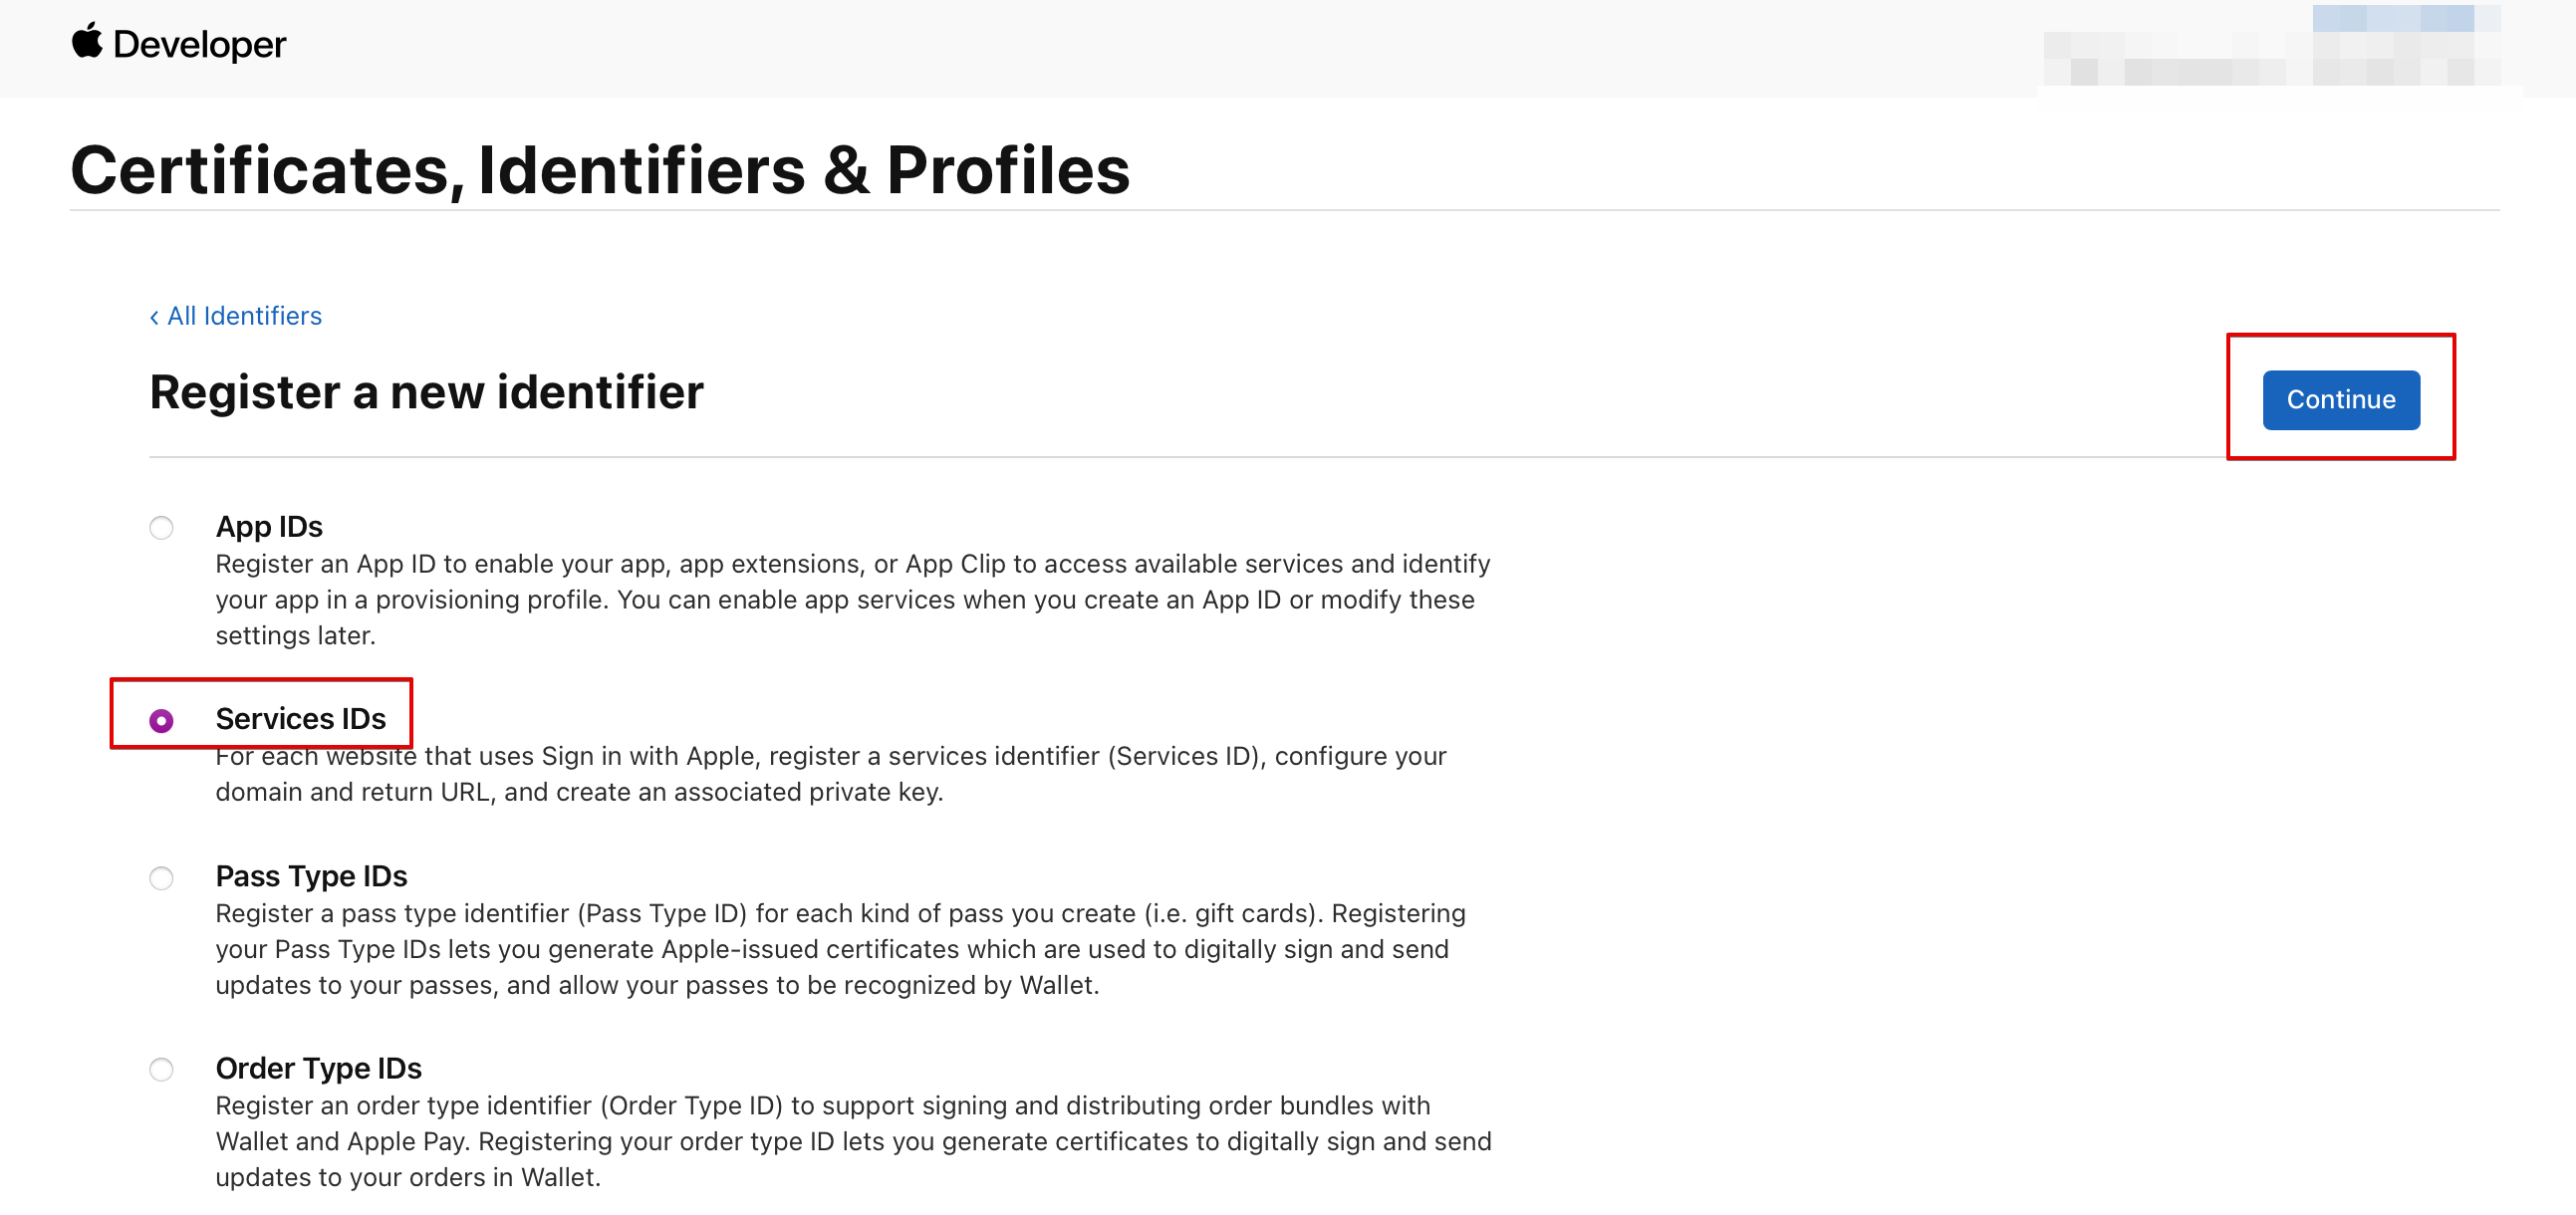 Developer
Certificates, Identifiers & Profiles
‹ All Identifiers
Register a new identifier
Continue
App IDs
Register an App ID to enable your app, app extensions, or App Clip to access available services and identify
your app in a provisioning profile. You can enable app services when you create an App ID or modify these
settings later.
Services IDs
For each website that uses Sign in with Apple, register a services identifier (Services ID), configure your
domain and return URL, and create an associated private key.
Pass Type IDs
Register a pass type identifier (Pass Type ID) for each kind of pass you create (i.e. gift cards). Registering
your Pass Type IDs lets you generate Apple-issued certificates which are used to digitally sign and send
updates to your passes, and allow your passes to be recognized by Wallet.
Order Type IDs
Register an order type identifier (Order Type ID) to support signing and distributing order bundles with
Wallet and Apple Pay. Registering your order type ID lets you generate certificates to digitally sign and send
updates to your orders in Wallet.